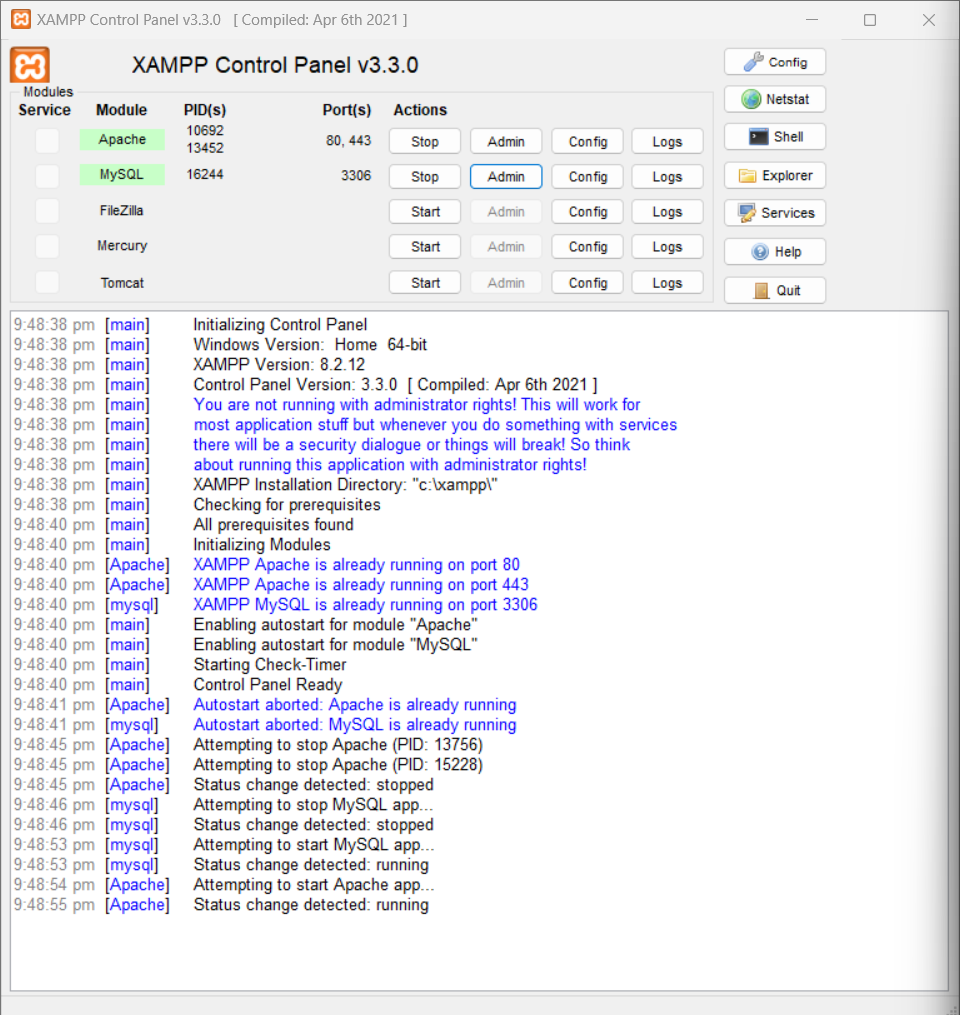 XAMPP Control Panel v3.3.0 [ Compiled: Apr 6th 2021 ]
XAMPP Control Panel v3.3.0
Config
Modules
Service Module PID(s) Port(s) Actions
Netstat
Apache 10692 13452 80, 443 Stop Admin Config Logs
Shell
MySQL 16244 3306 Stop Admin Config Logs
Explorer
FileZilla Start Admin Config Logs
Services
Mercury Start Admin Config Logs
Help
Tomcat Start Admin Config Logs
Quit
9:48:38 pm [main] Initializing Control Panel
9:48:38 pm [main] Windows Version: Home 64-bit
9:48:38 pm [main] XAMPP Version: 8.2.12
9:48:38 pm [main] Control Panel Version: 3.3.0 [ Compiled: Apr 6th 2021 ]
9:48:38 pm [main] You are not running with administrator rights! This will work for
9:48:38 pm [main] most application stuff but whenever you do something with services
9:48:38 pm [main] there will be a security dialogue or things will break! So think
9:48:38 pm [main] about running this application with administrator rights!
9:48:38 pm [main] XAMPP Installation Directory: "c:\xampp\"
9:48:38 pm [main] Checking for prerequisites
9:48:40 pm [main] All prerequisites found
9:48:40 pm [main] Initializing Modules
9:48:40 pm [Apache] XAMPP Apache is already running on port 80
9:48:40 pm [Apache] XAMPP Apache is already running on port 443
9:48:40 pm [mysql] XAMPP MySQL is already running on port 3306
9:48:40 pm [main] Enabling autostart for module "Apache"
9:48:40 pm [main] Enabling autostart for module "MySQL"
9:48:40 pm [main] Starting Check-Timer
9:48:40 pm [main] Control Panel Ready
9:48:41 pm [Apache] Autostart aborted: Apache is already running
9:48:41 pm [mysql] Autostart aborted: MySQL is already running
9:48:45 pm [Apache] Attempting to stop Apache (PID: 13756)
9:48:45 pm [Apache] Attempting to stop Apache (PID: 15228)
9:48:45 pm [Apache] Status change detected: stopped
9:48:46 pm [mysql] Attempting to stop MySQL app...
9:48:46 pm [mysql] Status change detected: stopped
9:48:53 pm [mysql] Attempting to start MySQL app...
9:48:53 pm [mysql] Status change detected: running
9:48:54 pm [Apache] Attempting to start Apache app...
9:48:55 pm [Apache] Status change detected: running